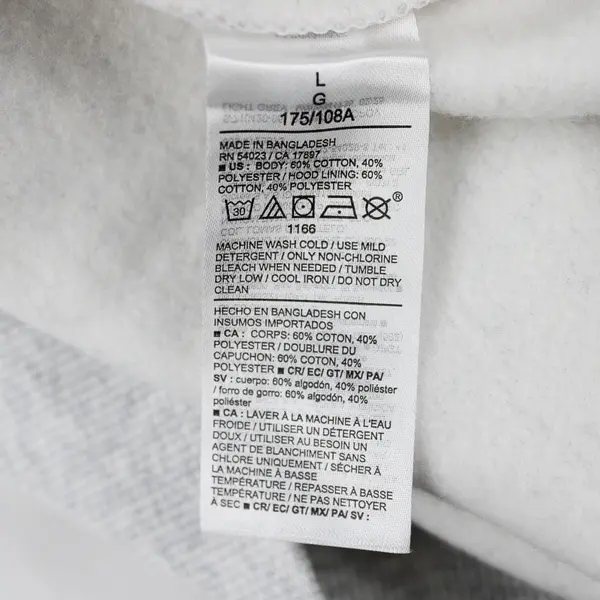 L
G
175/108A
MADE IN BANGLADESH
RN 54023 / CA 17897
■ US : BODY: 60% COTTON, 40%
POLYESTER / HOOD LINING: 60%
COTTON, 40% POLYESTER
30
®
1166
MACHINE WASH COLD / USE MILD
DETERGENT / ONLY NON-CHLORINE
BLEACH WHEN NEEDED / TUMBLE
DRY LOW / COOL IRON / DO NOT DRY
CLEAN
HECHO EN BANGLADESH CON
INSUMOS IMPORTADOS
■ CA : CORPS: 60% COTON, 40%
POLYESTER / DOUBLURE DU
CAPUCHON: 60% COTON, 40%
POLYESTER ■ CR/ EC/ GT/ MX/ PA/
SV : cuerpo: 60% algodón, 40% poliéster
/ forro de gorro: 60% algodón, 40%
poliéster
■ CA : LAVER À LA MACHINE À L'EAU
FROIDE / UTILISER UN DÉTERGENT
DOUX / UTILISER AU BESOIN UN
AGENT DE BLANCHIMENT SANS
CHLORE UNIQUEMENT / SÉCHER À
LA MACHINE À BASSE
TEMPÉRATURE / REPASSER À BASSE
TEMPÉRATURE / NE PAS NETTOYER
À SEC ■ CR/ EC/ GT/ MX/ PA/ SV :